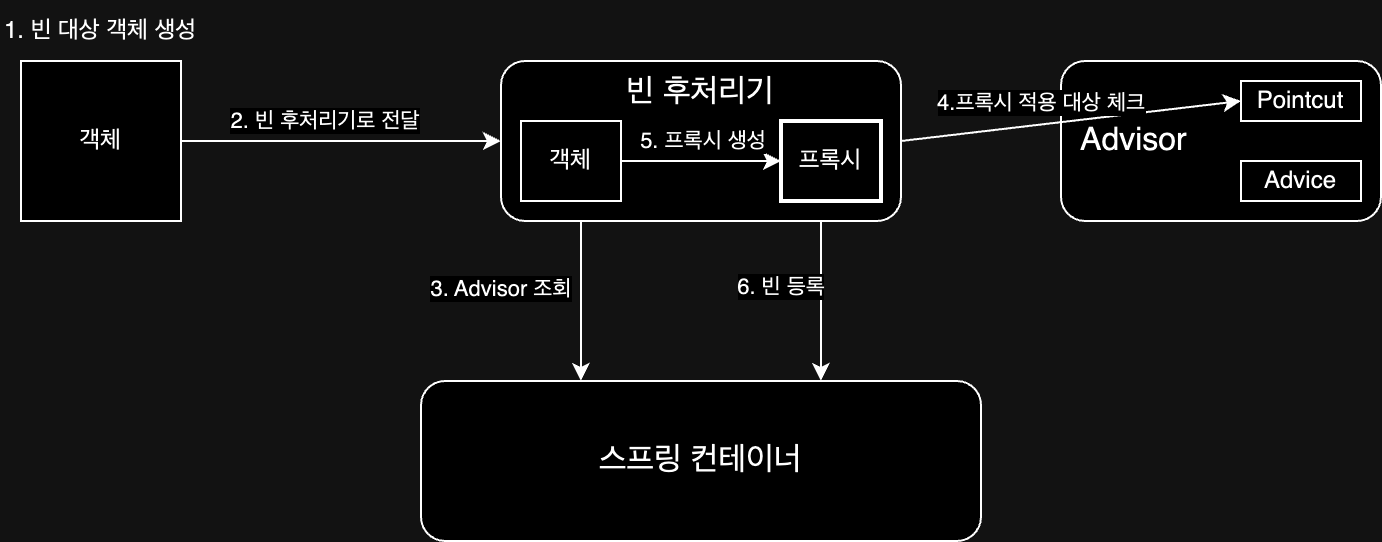 1. 빈 대상 객체 생성
객체
2. 빈 후처리기로 전달
빈 후처리기
객체
5. 프록시 생성
프록시
4.프록시 적용 대상 체크
Advisor
Pointcut
Advice
3. Advisor 조회
6. 빈 등록
스프링 컨테이너